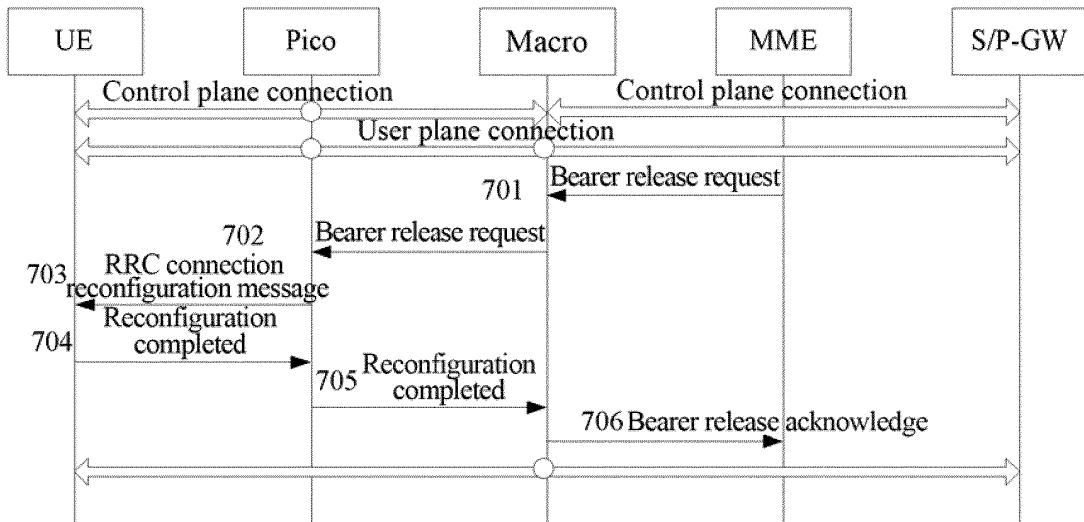 UE
Pico
Macro
MME
S/P-GW
Control plane connection
Control plane connection
User plane connection
701
Bearer release request
702
Bearer release request
703
RRC connection
reconfiguration message
704
Reconfiguration
completed
705
Reconfiguration
completed
706 Bearer release acknowledge